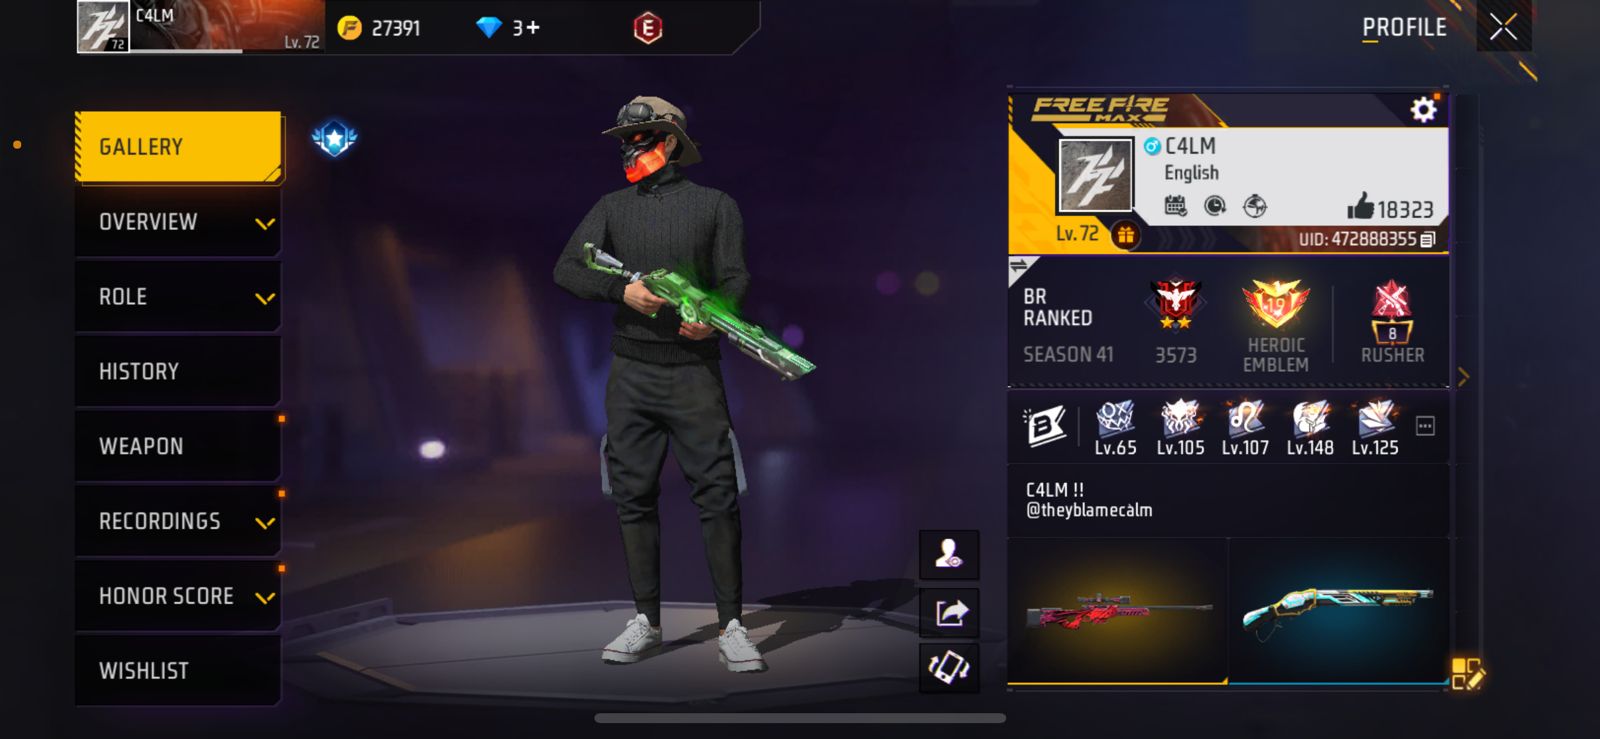 C4LM
72
Lv. 72
27391
3+
E
PROFILE
GALLERY
OVERVIEW
ROLE
HISTORY
WEAPON
RECORDINGS
HONOR SCORE
WISHLIST
FREE FIRE
MAX
C4LM
English
18323
Lv. 72
UID: 472888355
BR
RANKED
SEASON 41
3573
19
HEROIC
EMBLEM
8
RUSHER
B
Lv.65
Lv.105
Lv.107
Lv.148
Lv.125
C4LM !!
@theyblamecalm